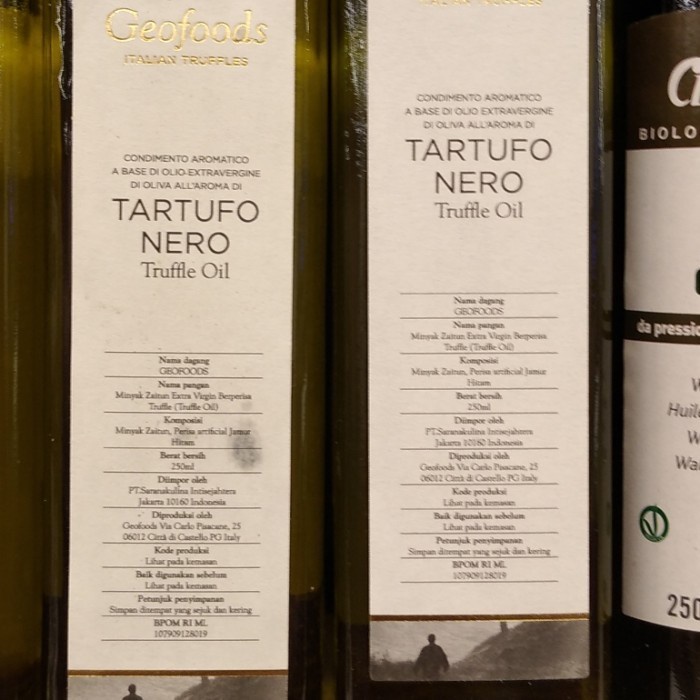 Geofoods
ITALIAN TRUFFLES
CONDIMENTO AROMATICO
A BASE DI OLIO EXTRAVERGINE
DI OLIVA ALL'AROMA DI
TARTUFO
NERO
Truffle Oil
Nama dagang
GEOFOODS
Nama pangan
Minyak Zaitun Extra Virgin Berperisa
Truffle (Truffle Oil)
Komposisi
Minyak Zaitun, Perisa artificial Jamur
Hitam
Berat bersih
250ml
Diimpor oleh
PT.Saranakulina Intisejahtera
Jakarta 10160 Indonesia
Diproduksi oleh
Geofoods Via Carlo Pisacane, 25
06012 Città di Castello PG Italy
Kode produksi
Lihat pada kemasan
Baik digunakan sebelum
Lihat pada kemasan
Petunjuk penyimpanan
Simpan ditempat yang sejuk dan kering
BPOM RI ML
107909128019
CONDIMENTO AROMATICO
A BASE DI OLIO EXTRAVERGINE
DI OLIVA ALL'AROMA DI
TARTUFO
NERO
Truffle Oil
Nama dagang
GEOFOODS
Nama pangan
Minyak Zaitun Extra Virgin Berperisa
Truffle (Truffle Oil)
Komposisi
Minyak Zaitun, Perisa artificial Jamur
Hitam
Berat bersih
250ml
Diimpor oleh
PT.Saranakulina Intisejahtera
Jakarta 10160 Indonesia
Diproduksi oleh
Geofoods Via Carlo Pisacane, 25
06012 Città di Castello PG Italy
Kode produksi
Lihat pada kemasan
Baik digunakan sebelum
Lihat pada kemasan
Petunjuk penyimpanan
Simpan ditempat yang sejuk dan kering
BPOM RI ML
107909128019
BIOLO
da pressio
Huile
Wa
250